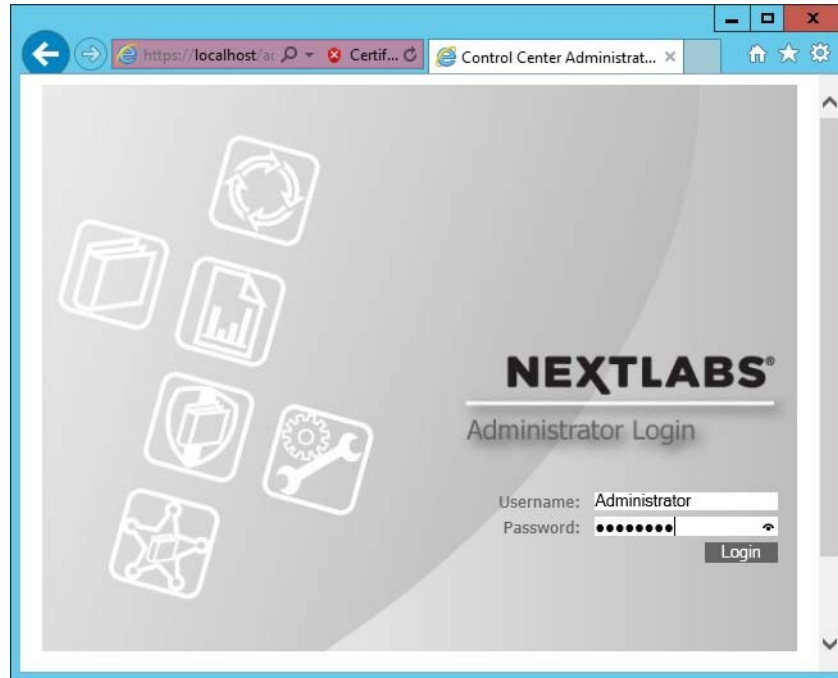 https://localhost/a
Certif...
Control Center Administrat...
NEXTLABS®
Administrator Login
Username: Administrator
Password: ••••••••
Login